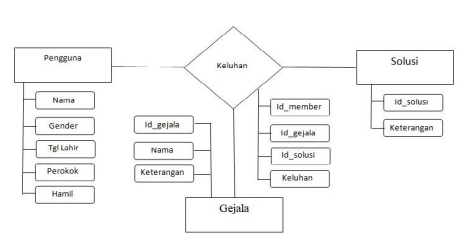 Pengguna
Nama
Gender
Tgl Lahir
Perokok
Hamil
Keluhan
Id_member
Id_gejala
Id_solusi
Keluhan
Id_gejala
Nama
Keterangan
Gejala
Solusi
Id_solusi
Keterangan